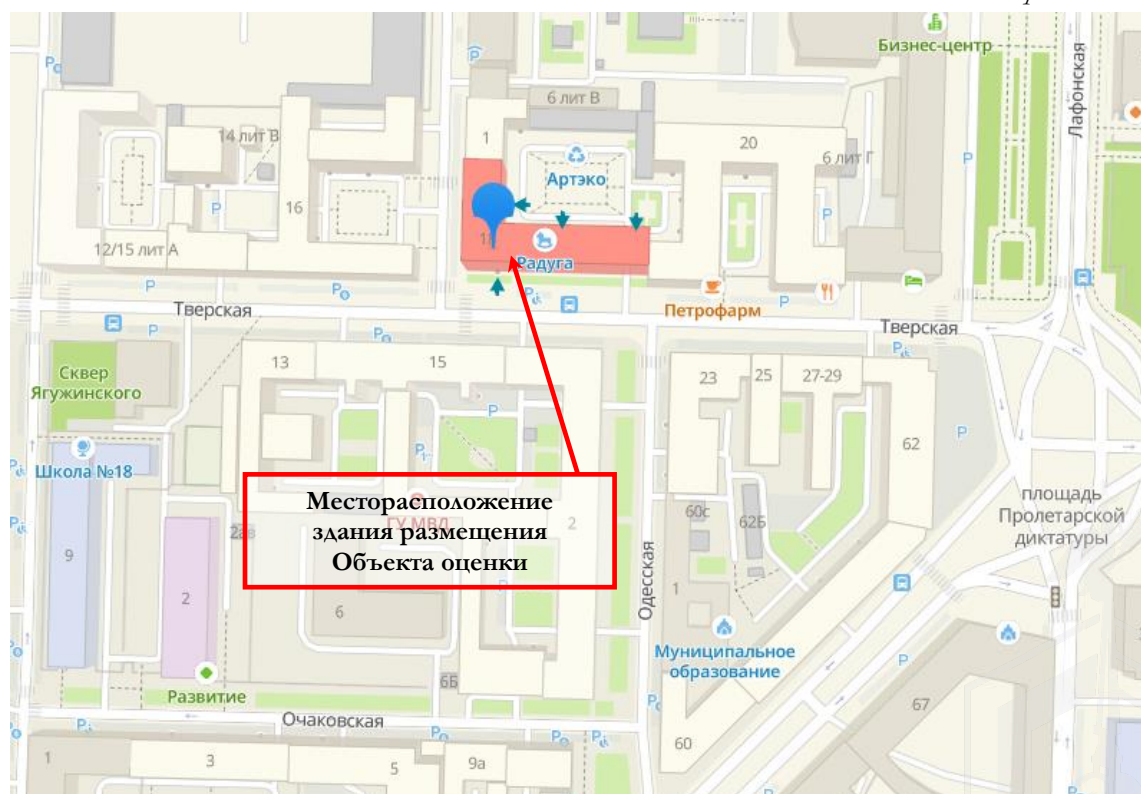 Бизнес-центр
Лафонская
6 лит В
14 лит В
1
20
6 лит Г
Артэко
16
12/15 лит А
Радуга
Петрофарм
Тверская
Тверская
Сквер
Ягужинского
13
15
23
25
27-29
62
Школа №18
Месторасположение
здания размещения
Объекта оценки
ГУ МВД
2
60с
62Б
площадь
Пролетарской
диктатуры
9
2
6
1
Одесская
Муниципальное
образование
Развитие
6Б
67
Очаковская
60
1
3
5
9а